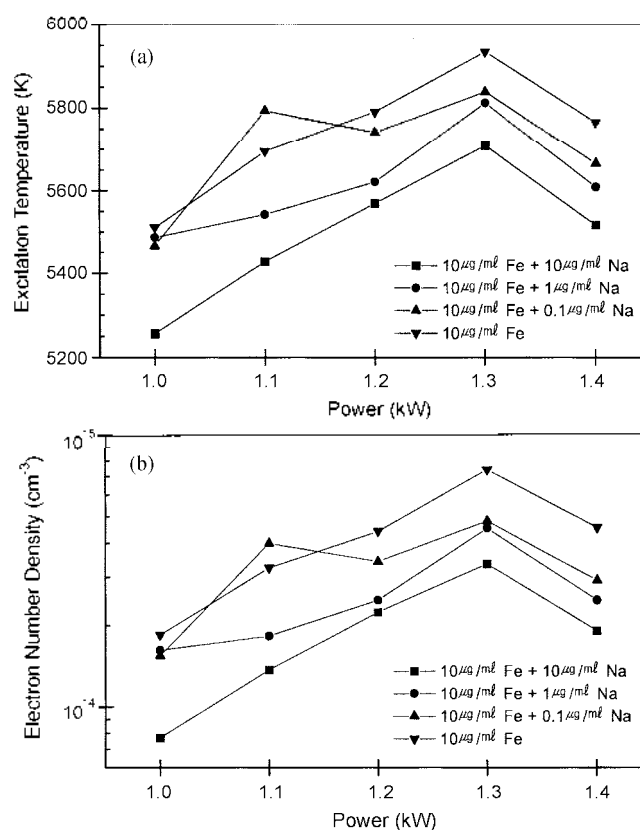 (a)
Excitation Temperature (K)
6000
5800
5600
5400
5200
10㎍/㎖ Fe + 10㎍/㎖ Na
10㎍/㎖ Fe + 1㎍/㎖ Na
10㎍/㎖ Fe + 0.1㎍/㎖ Na
10㎍/㎖ Fe
1.0 1.1 1.2 1.3 1.4
Power (kW)
(b)
Electron Number Density (cm⁻³)
10⁻⁵
10⁻⁴
10㎍/㎖ Fe + 10㎍/㎖ Na
10㎍/㎖ Fe + 1㎍/㎖ Na
10㎍/㎖ Fe + 0.1㎍/㎖ Na
10㎍/㎖ Fe
1.0 1.1 1.2 1.3 1.4
Power (kW)